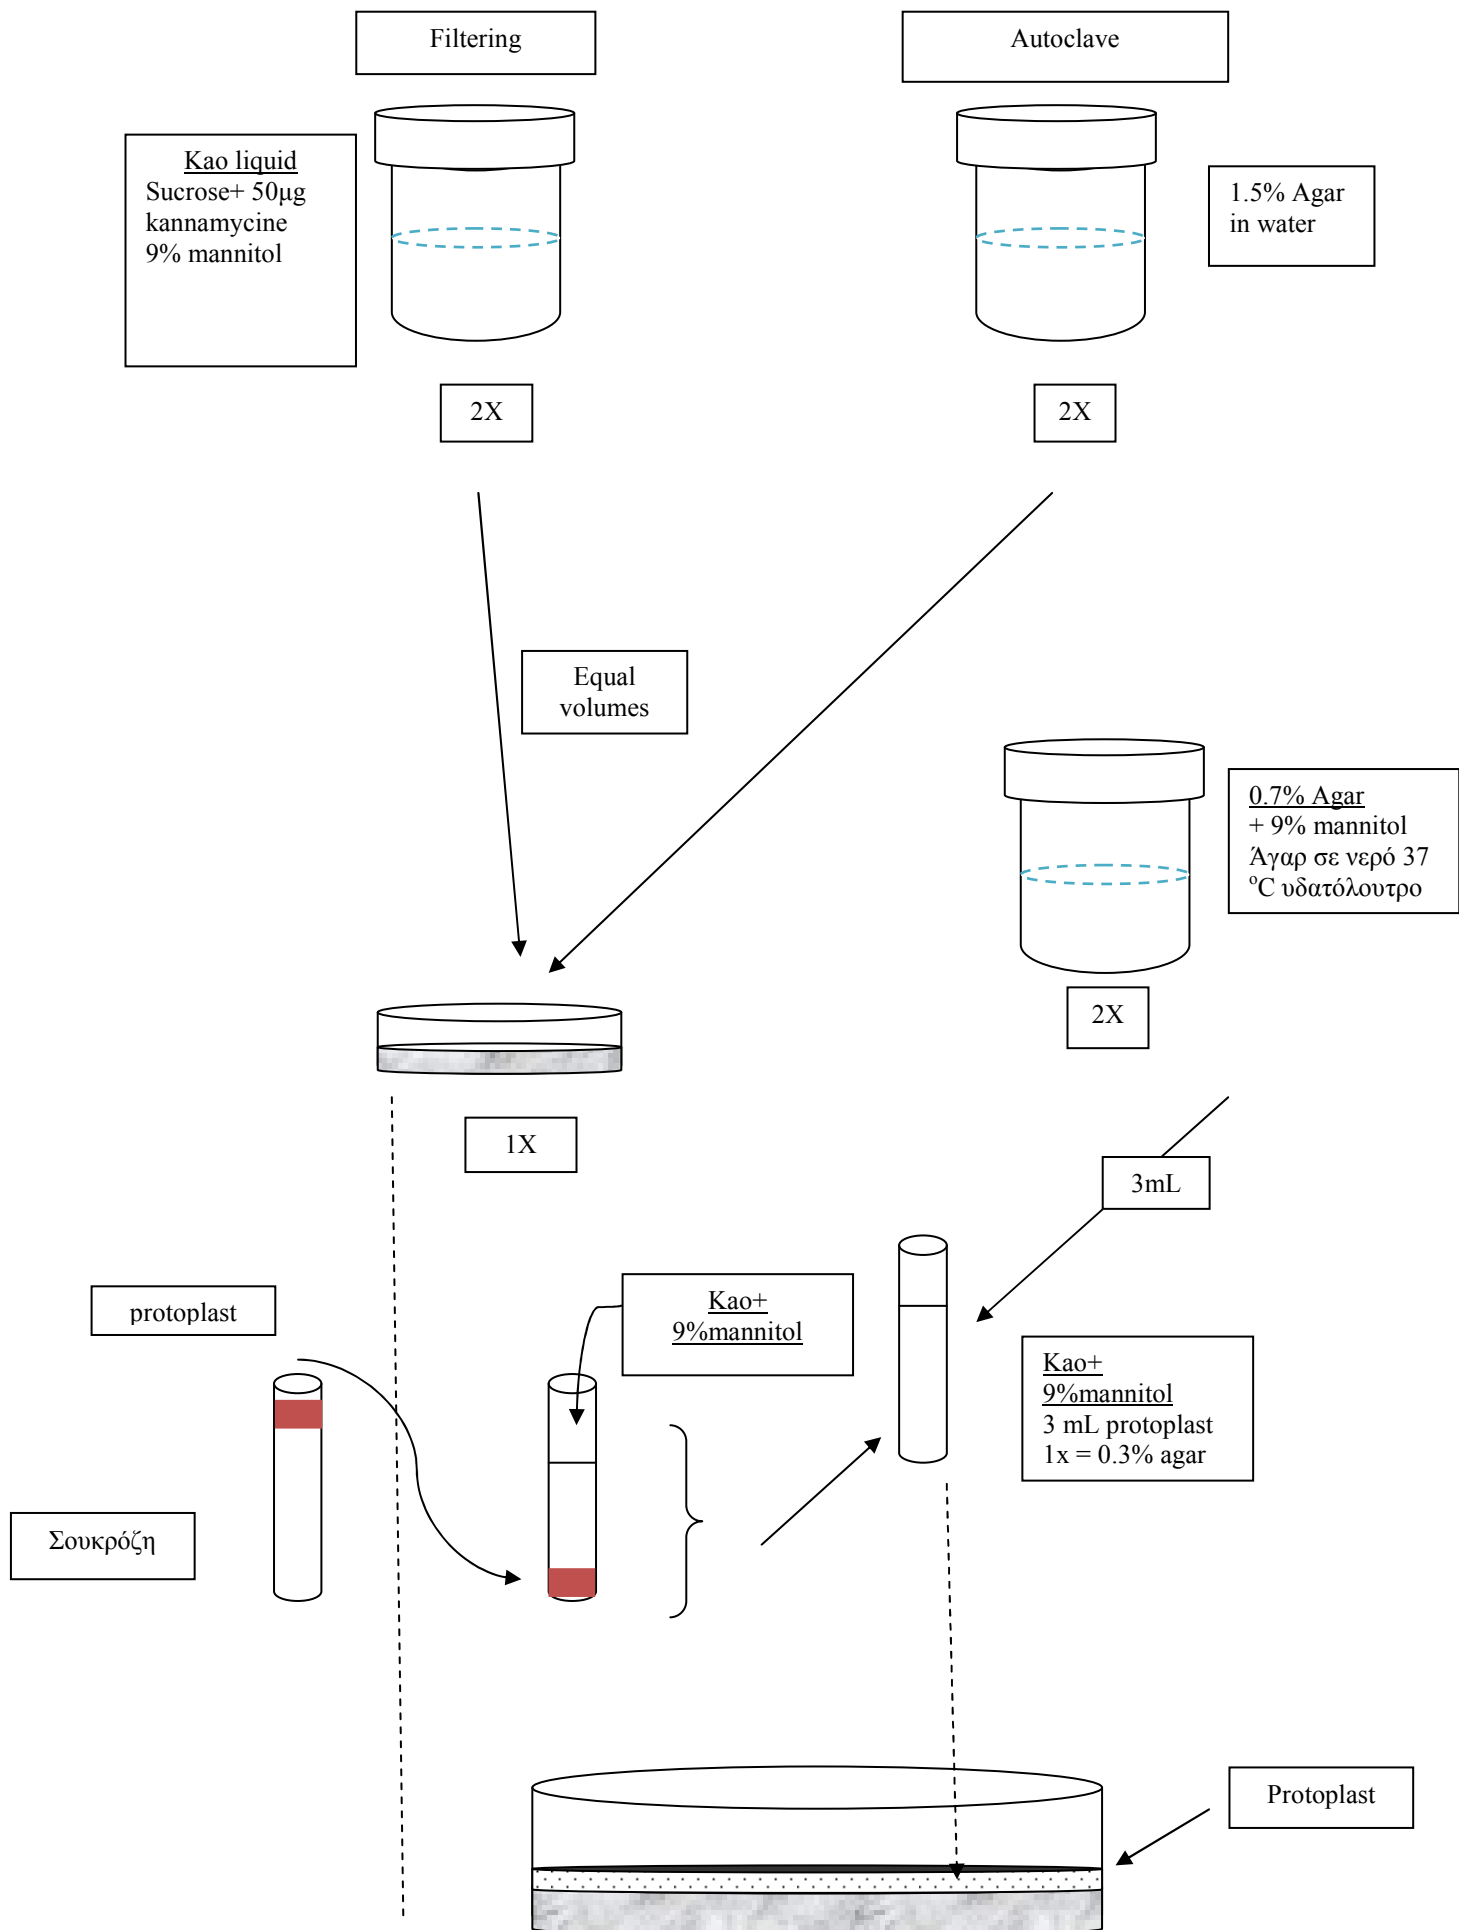 Filtering
Autoclave
Kao liquid
Sucrose+ 50μg
kannamycine
9% mannitol
1.5% Agar
in water
2X
2X
Equal
volumes
0.7% Agar
+ 9% mannitol
Άγαρ σε νερό 37
°C υδατόλουτρο
2X
1X
3mL
protoplast
Kao+
9%mannitol
Kao+
9%mannitol
3 mL protoplast
1x = 0.3% agar
Σουκρόζη
Protoplast